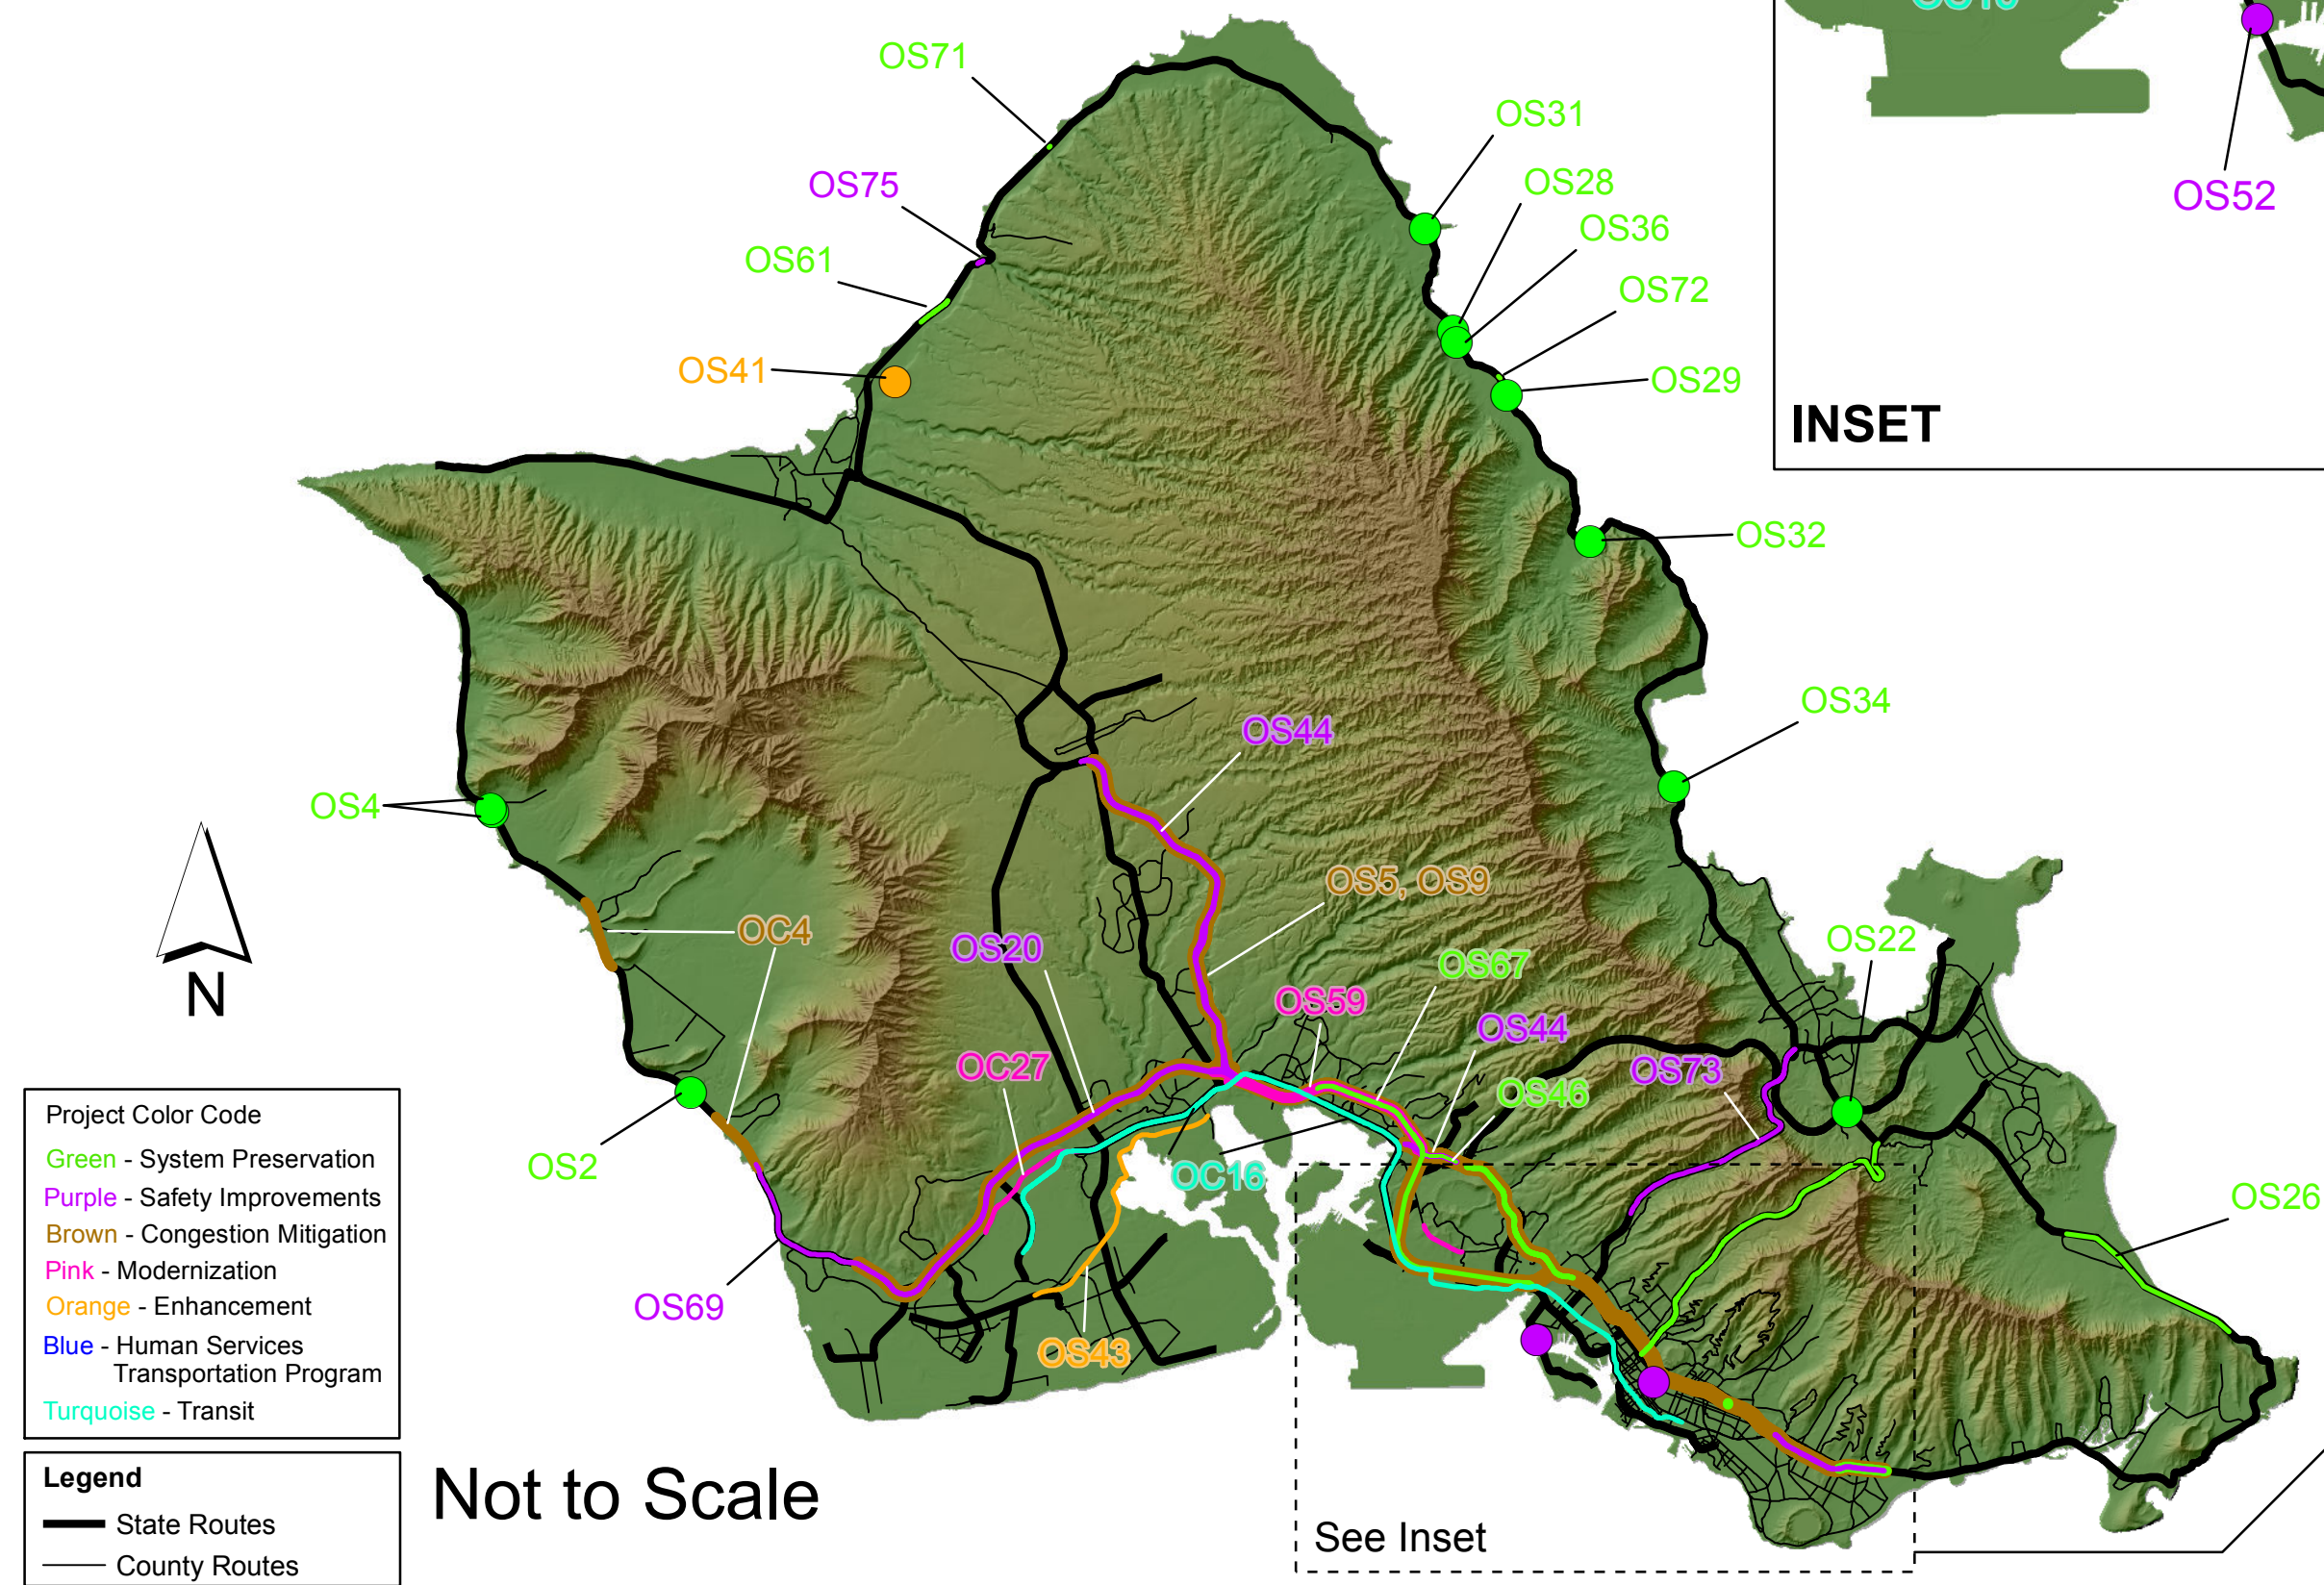 OC16
OS52
INSET
OS71
OS31
OS75
OS28
OS36
OS61
OS72
OS41
OS29
OS32
OS34
OS44
OS4
OS5, OS9
OC4
OS20
OS67
OS22
N
OS59
OS44
OC27
OS73
OS46
OS2
OC16
OS26
OS69
OS43
Project Color Code
Green - System Preservation
Purple - Safety Improvements
Brown - Congestion Mitigation
Pink - Modernization
Orange - Enhancement
Blue - Human Services
Transportation Program
Turquoise - Transit
Legend
State Routes
County Routes
Not to Scale
See Inset